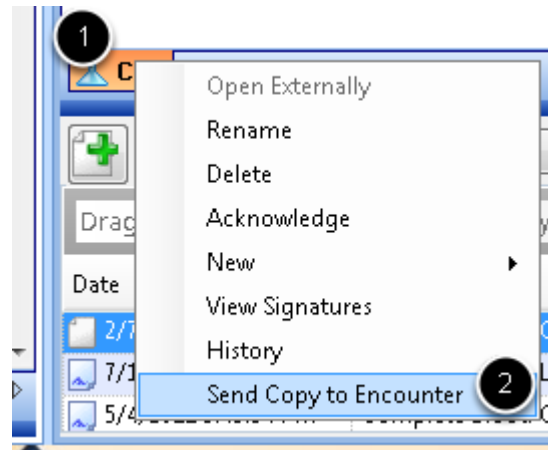 1
C
Open Externally
Rename
Delete
Drag
Acknowledge
New
Date
View Signatures
2/7
History
7/1
Send Copy to Encounter 2
5/4/